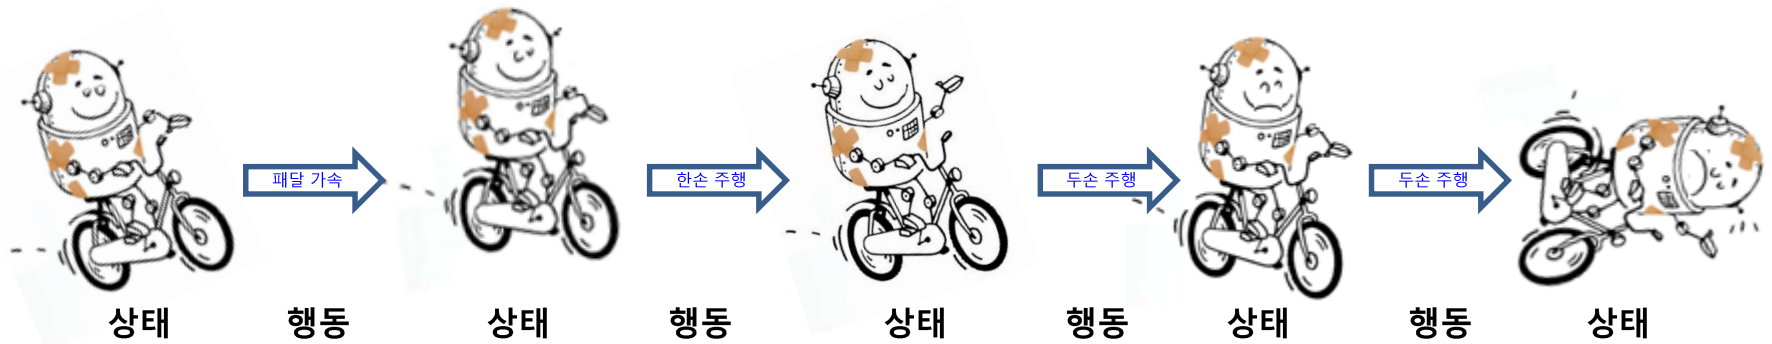 패달 가속
한손 주행
두손 주행
두손 주행
상태 행동 상태 행동 상태 행동 상태 행동 상태